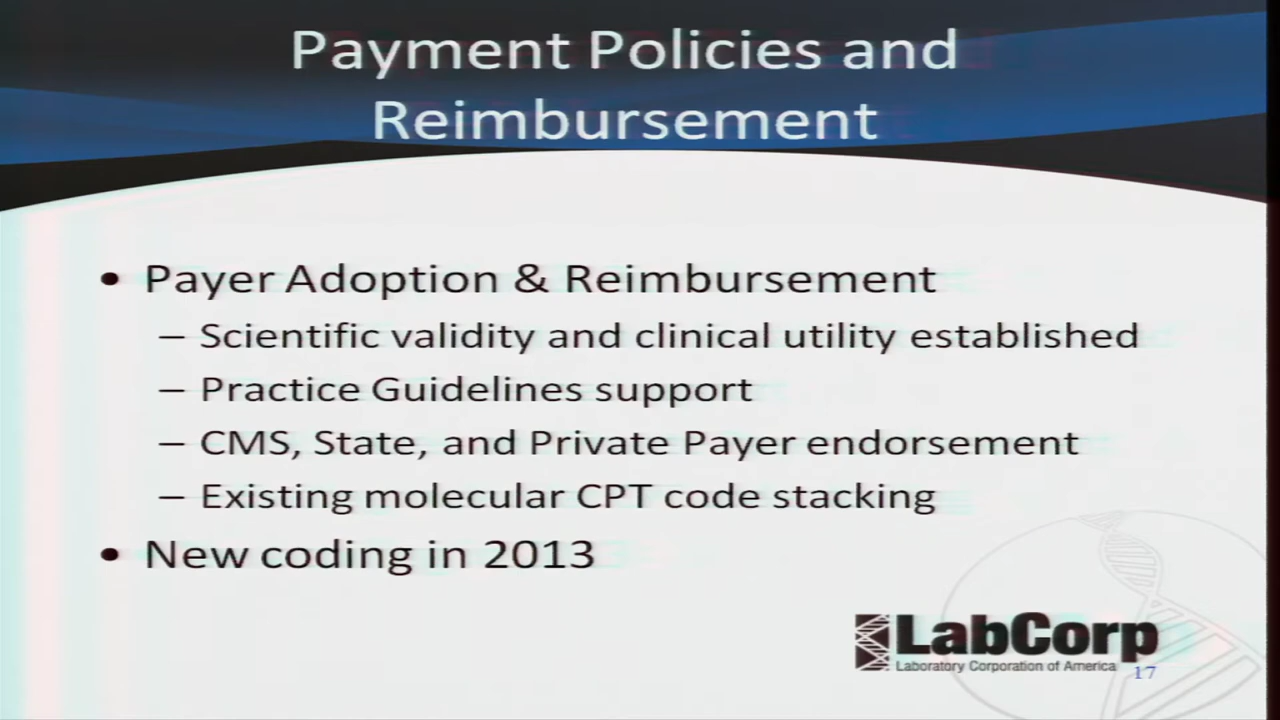 Payment Policies and
Reimbursement
• Payer Adoption & Reimbursement
– Scientific validity and clinical utility established
– Practice Guidelines support
– CMS, State, and Private Payer endorsement
– Existing molecular CPT code stacking
• New coding in 2013
LabCorp
Laboratory Corporation of America
17